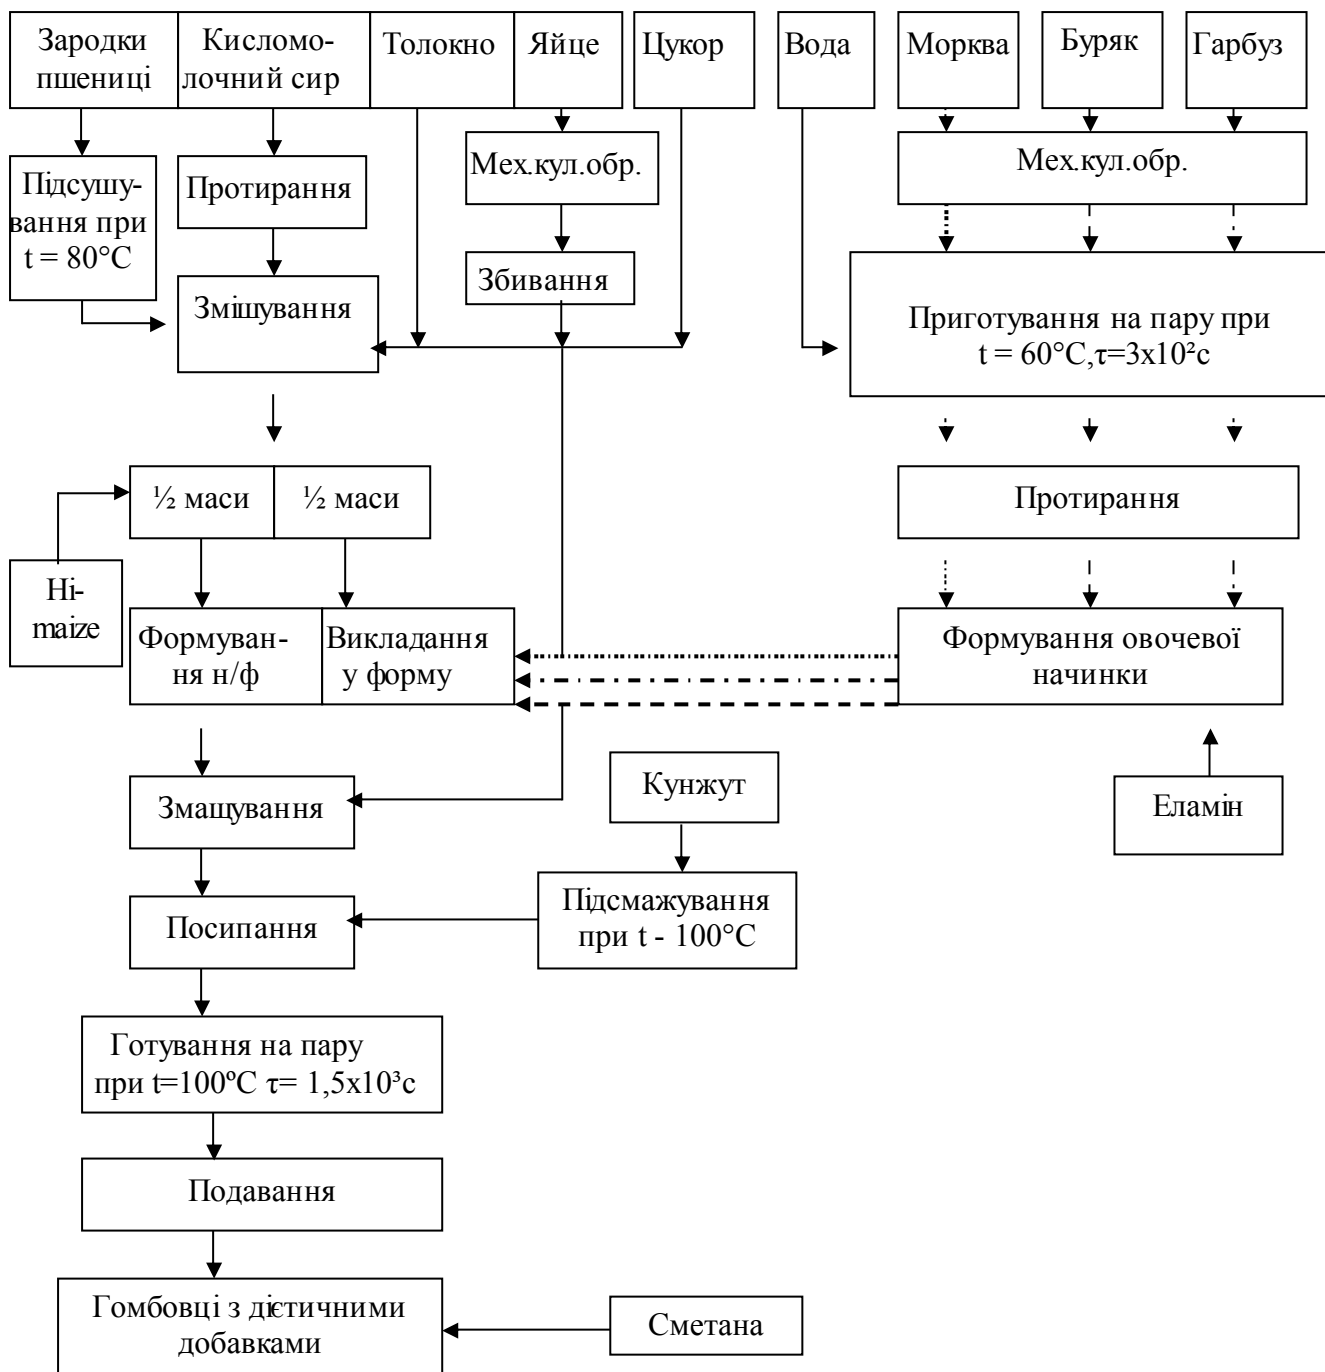 Зародки
пшениці
Кисломо-
лочний сир
Толокно
Яйце
Цукор
Вода
Морква
Буряк
Гарбуз
Підсушу-
вання при
t = 80°C
Протирання
Мех.кул.обр.
Мех.кул.обр.
Змішування
Збивання
Приготування на пару при
t = 60°C,τ=3х10²с
½ маси
½ маси
Протирання
Hi-
maize
Формуван-
ня н/ф
Викладання
у форму
Формування овочевої
начинки
Змащування
Кунжут
Еламін
Посипання
Підсмажування
при t - 100°C
Готування на пару
при t=100ºC τ= 1,5х10³с
Подавання
Гомбовці з дієтичними
добавками
Сметана